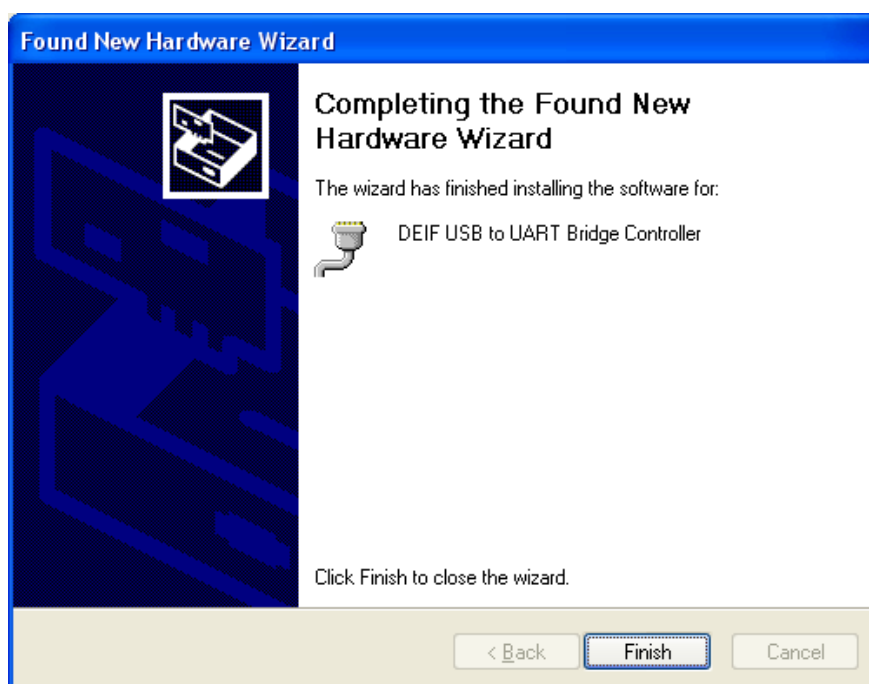 Found New Hardware Wizard
Completing the Found New
Hardware Wizard
The wizard has finished installing the software for:
DEIF USB to UART Bridge Controller
Click Finish to close the wizard.
< Back
Finish
Cancel